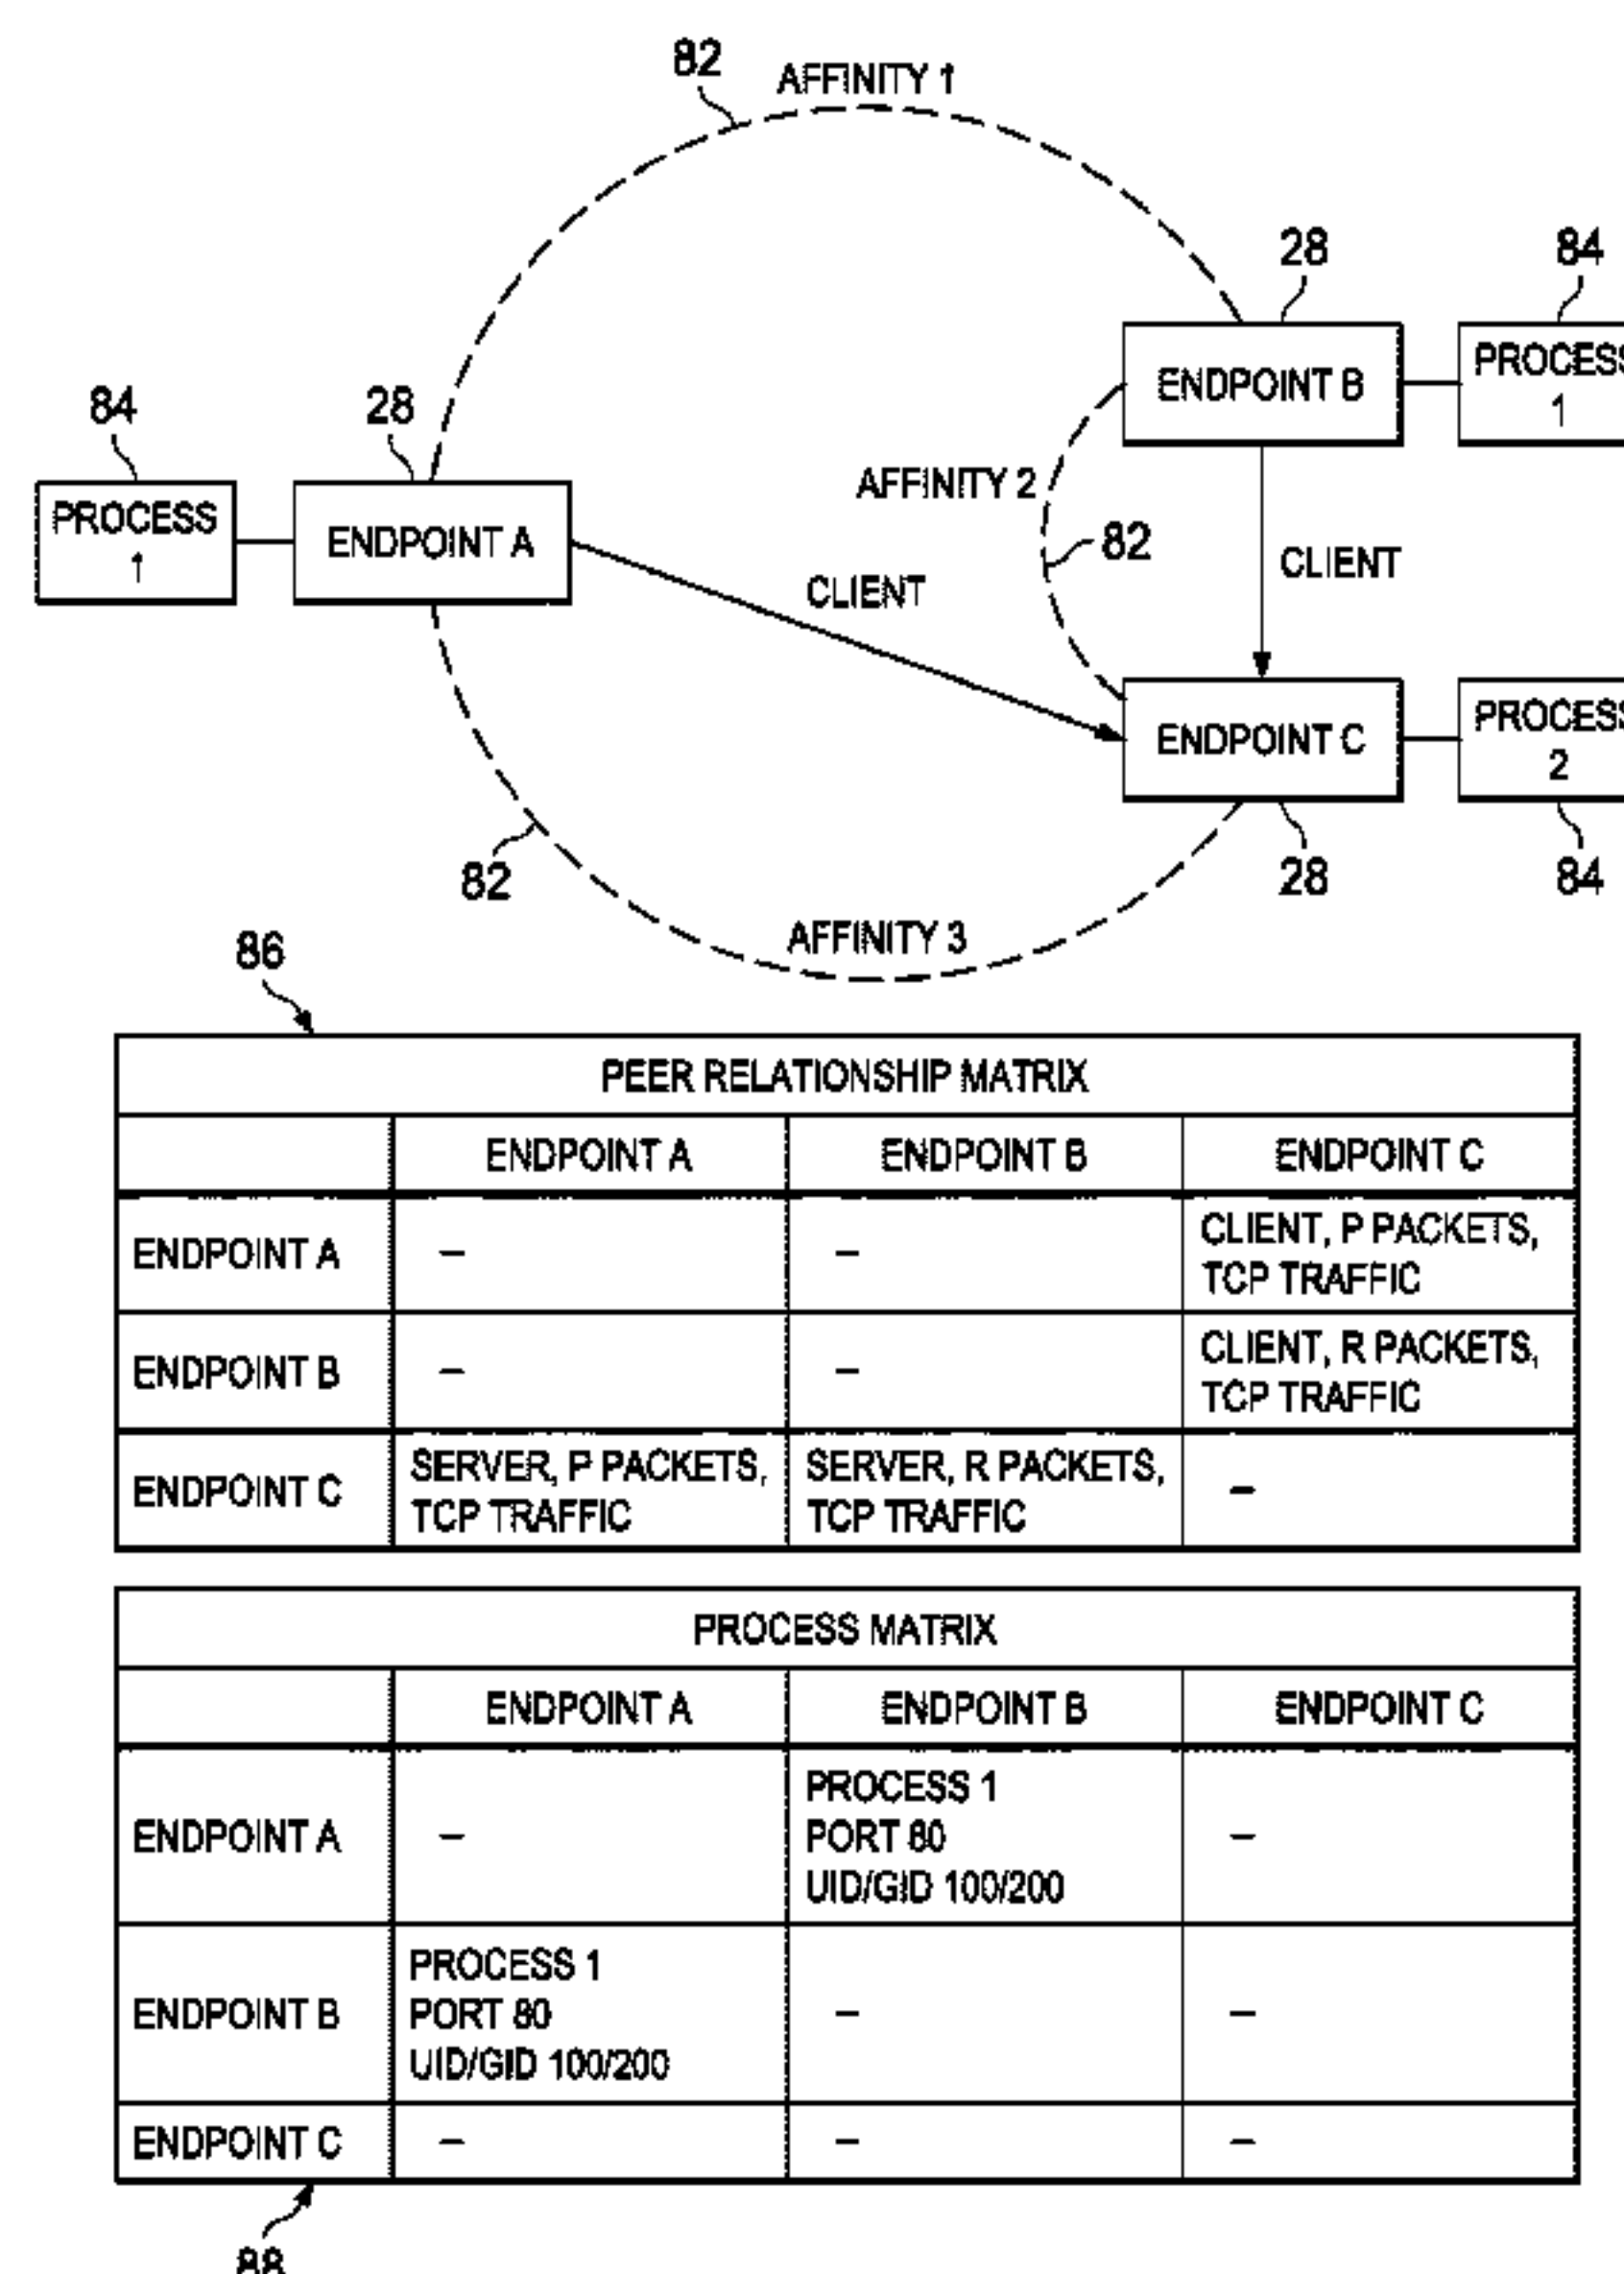 82
AFFINITY 1
28
84
ENDPOINT B
PROCESS
1
84
28
AFFINITY 2
82
CLIENT
PROCESS
1
ENDPOINT A
CLIENT
ENDPOINT C
PROCESS
2
82
28
84
AFFINITY 3
86
PEER RELATIONSHIP MATRIX
ENDPOINT A ENDPOINT B ENDPOINT C
ENDPOINT A – – CLIENT, P PACKETS,
TCP TRAFFIC
ENDPOINT B – – CLIENT, R PACKETS,
TCP TRAFFIC
ENDPOINT C SERVER, P PACKETS, SERVER, R PACKETS, –
TCP TRAFFIC TCP TRAFFIC
PROCESS MATRIX
ENDPOINT A ENDPOINT B ENDPOINT C
PROCESS 1
ENDPOINT A – PORT 80 –
UID/GID 100/200
PROCESS 1
ENDPOINT B PORT 80 – –
UID/GID 100/200
ENDPOINT C – – –
88